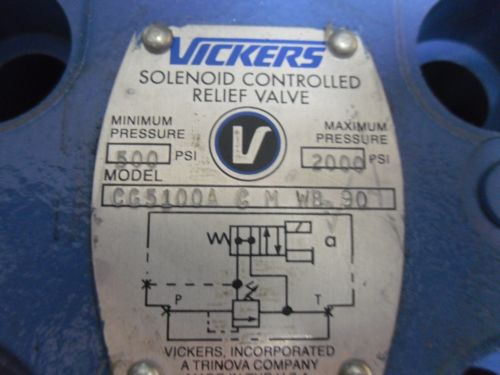 VICKERS
SOLENOID CONTROLLED
RELIEF VALVE
MINIMUM PRESSURE 500 PSI
V
MAXIMUM PRESSURE 2000 PSI
MODEL
CG5100A C M WB 90
a
P T
VICKERS, INCORPORATED
A TRINOVA COMPANY